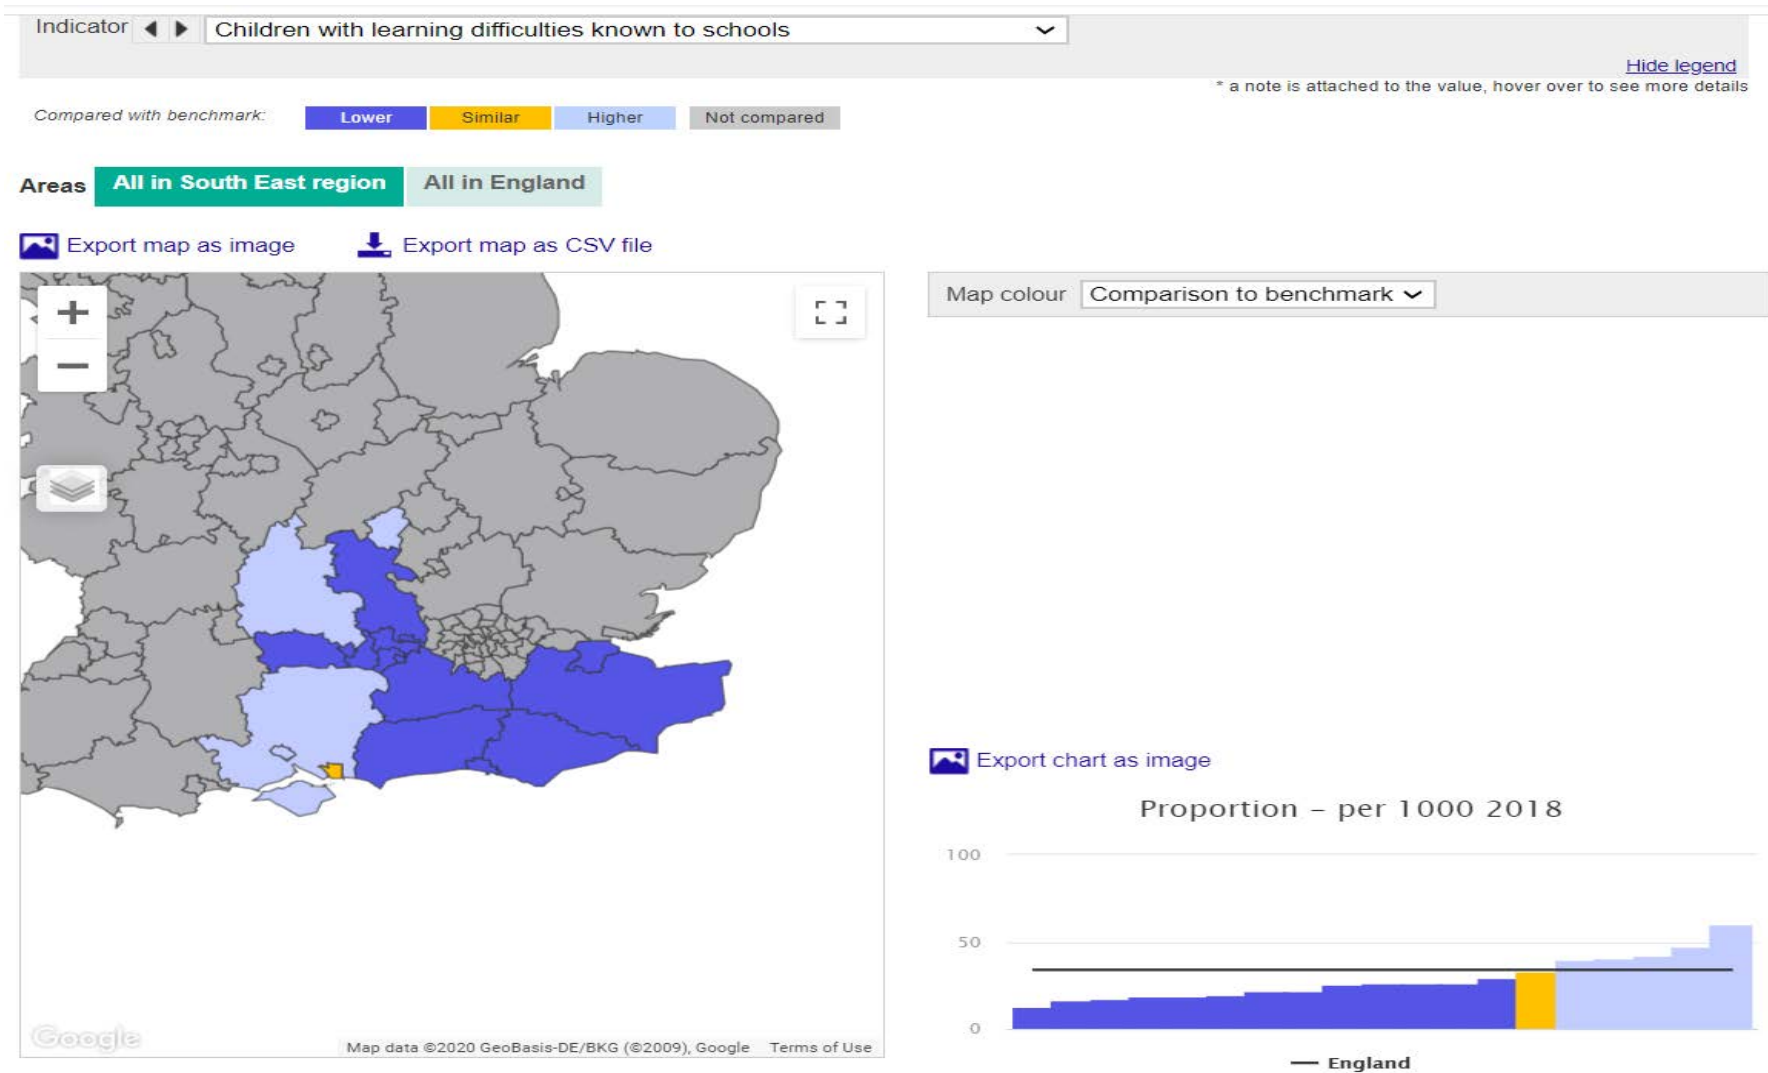 Indicator
Children with learning difficulties known to schools
Hide legend
* a note is attached to the value, hover over to see more details
Compared with benchmark:
Lower
Similar
Higher
Not compared
Areas
All in South East region
All in England
Export map as image
Export map as CSV file
+
−
Map colour
Comparison to benchmark
Export chart as image
Proportion – per 1000 2018
100
50
0
England
Google
Map data ©2020 GeoBasis-DE/BKG (©2009), Google
Terms of Use